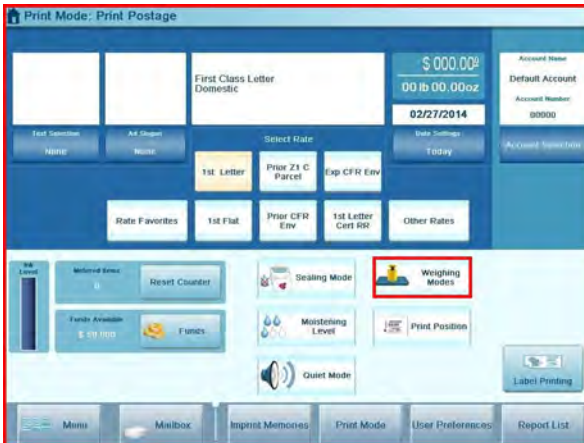 Print Mode: Print Postage
First Class Letter
Domestic
$ 000.00⁰
00 lb 00.00oz
02/27/2014
Account Name
Default Account
Account Number
00000
Text Selection
None
Ad Slogan
None
Select Rate
Date Settings
Today
Account Selection
1st Letter
Prior Z1 C
Parcel
Exp CFR Env
Rate Favorites
1st Flat
Prior CFR
Env
1st Letter
Cert RR
Other Rates
Ink
Level
Metered Items
0
Reset Counter
Sealing Mode
Weighing
Modes
Funds Available
Funds
Moistening
Level
Print Position
Quiet Mode
Label Printing
Menu
Mailbox
Imprint Memories
Print Mode
User Preferences
Report List